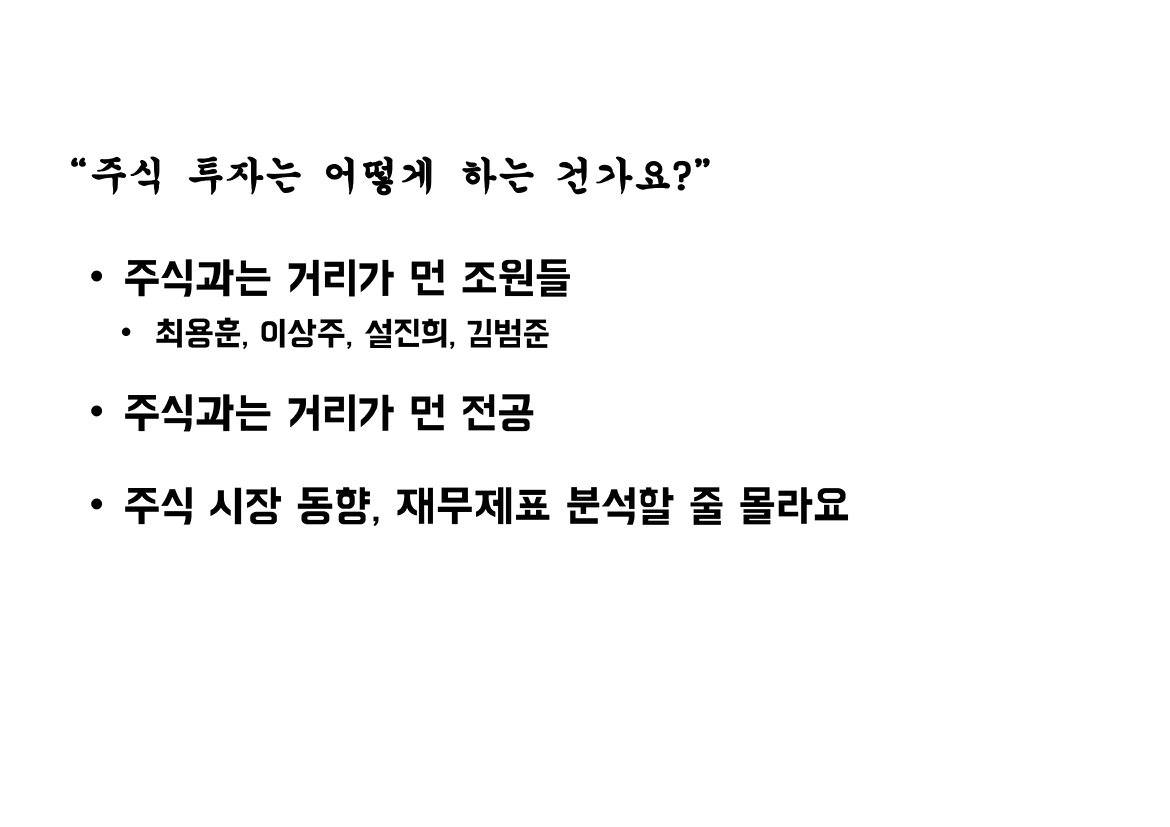 “주식 투자는 어떻게 하는 건가요?”
• 주식과는 거리가 먼 조원들
• 최용훈, 이상주, 설진희, 김범준
• 주식과는 거리가 먼 전공
• 주식 시장 동향, 재무제표 분석할 줄 몰라요